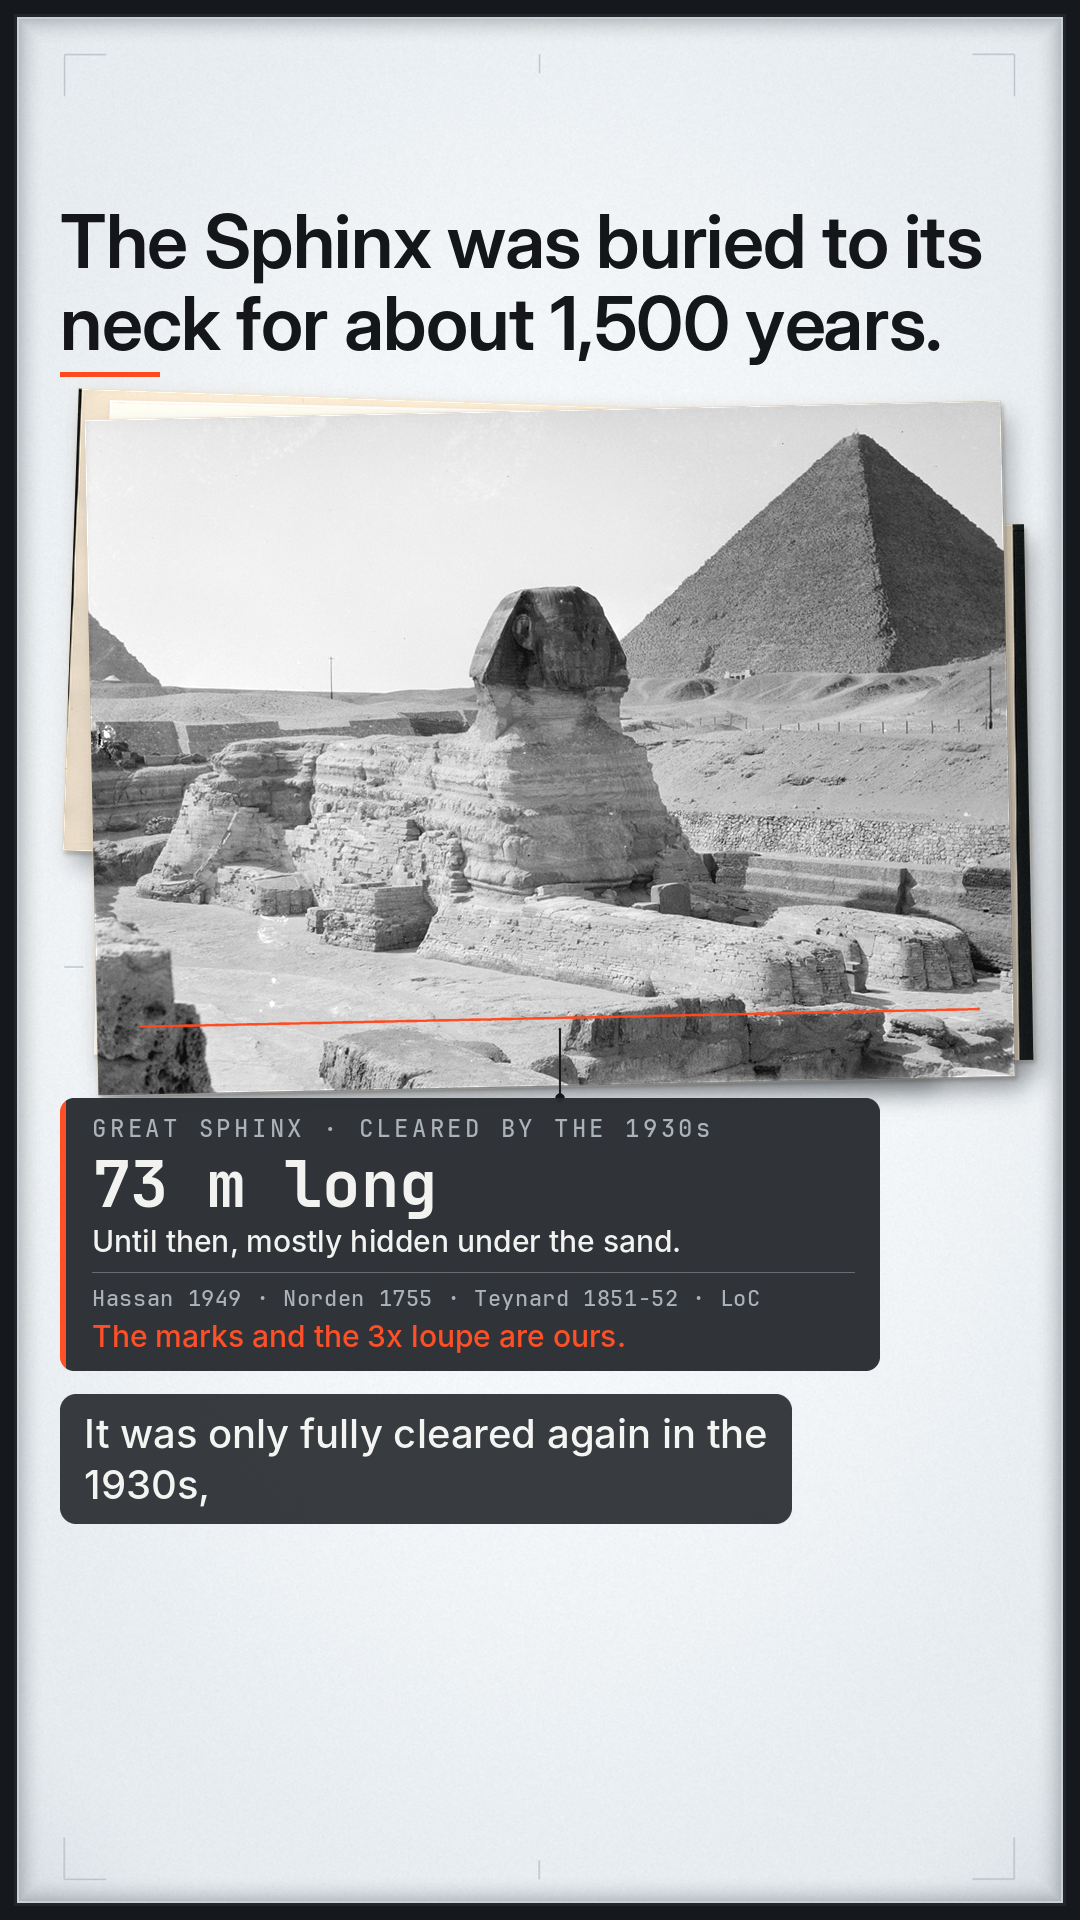 The Sphinx was buried to its
neck for about 1,500 years.
GREAT SPHINX · CLEARED BY THE 1930s
73 m long
Until then, mostly hidden under the sand.
Hassan 1949 · Norden 1755 · Teynard 1851-52 · LoC
The marks and the 3x loupe are ours.
It was only fully cleared again in the
1930s,